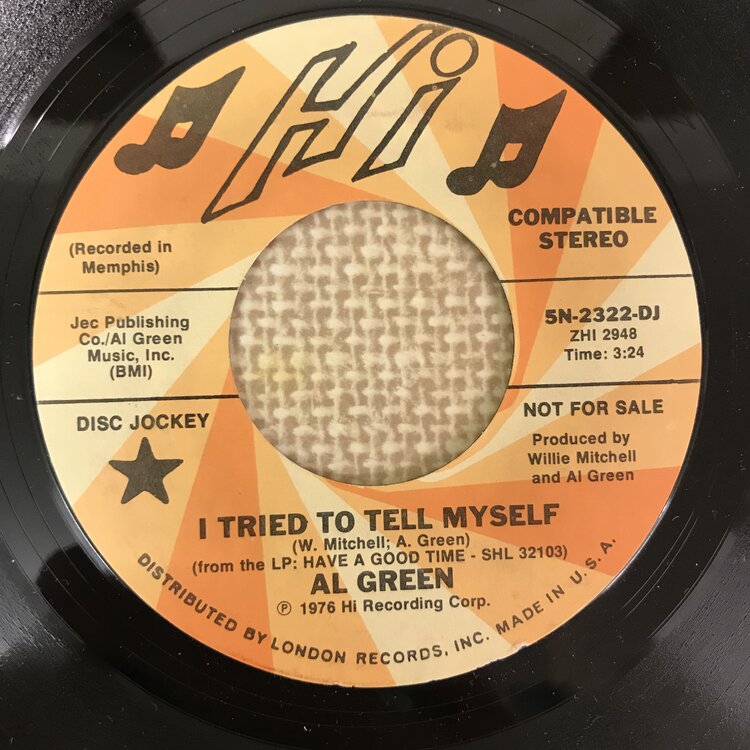 Hi
COMPATIBLE
STEREO
(Recorded in
Memphis)
Jec Publishing
Co./Al Green
Music, Inc.
(BMI)
5N-2322-DJ
ZHI 2948
Time: 3:24
DISC JOCKEY
NOT FOR SALE
Produced by
Willie Mitchell
and Al Green
I TRIED TO TELL MYSELF
(W. Mitchell; A. Green)
(from the LP: HAVE A GOOD TIME - SHL 32103)
AL GREEN
℗ 1976 Hi Recording Corp.
DISTRIBUTED BY LONDON RECORDS, INC. MADE IN U.S.A.